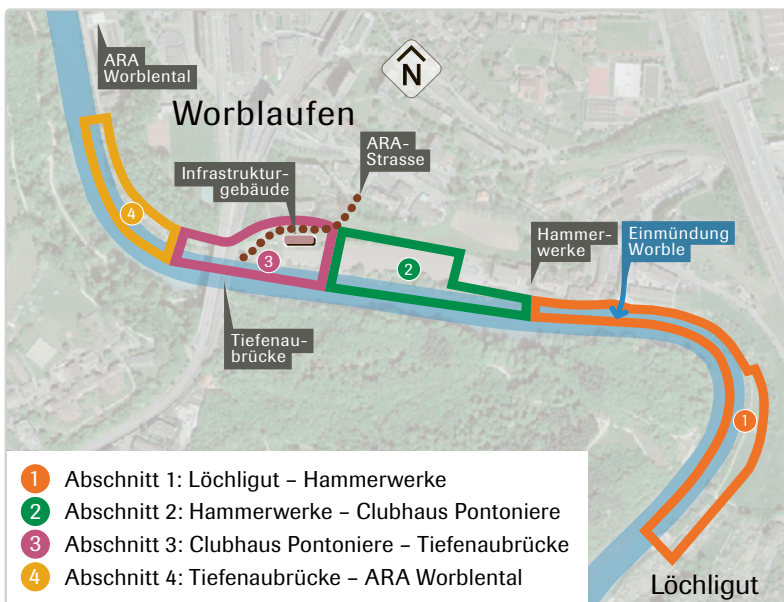 ARA
Worblental
N
Worblaufen
ARA-
Strasse
Infrastruktur-
gebäude
4
3
2
Hammer-
werke
Einmündung
Worble
Tiefenau-
brücke
1
1 Abschnitt 1: Löchligut – Hammerwerke
2 Abschnitt 2: Hammerwerke – Clubhaus Pontoniere
3 Abschnitt 3: Clubhaus Pontoniere – Tiefenaubrücke
4 Abschnitt 4: Tiefenaubrücke – ARA Worblental
Löchligut